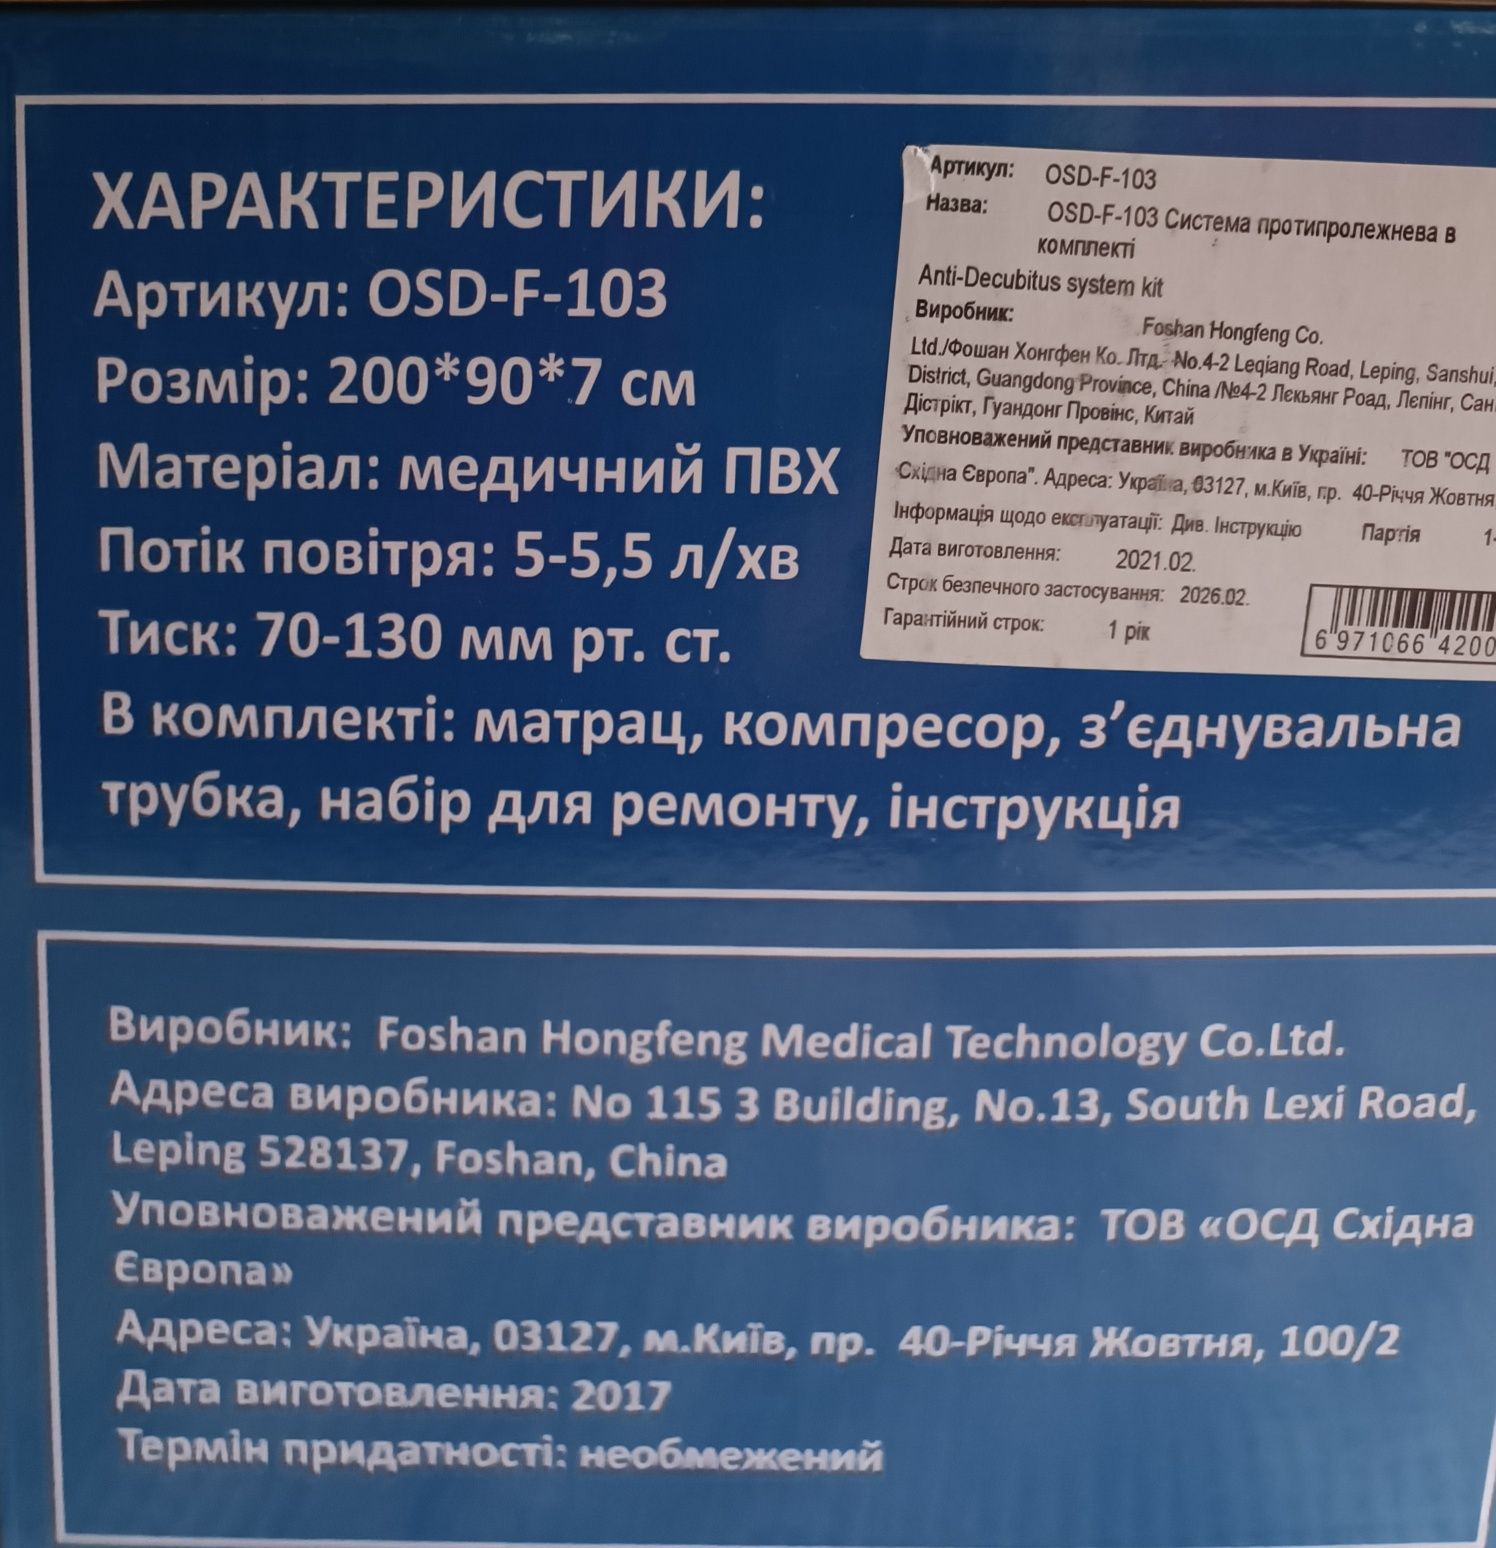 ХАРАКТЕРИСТИКИ:
Артикул: OSD-F-103
Розмір: 200*90*7 см
Матеріал: медичний ПВХ
Потік повітря: 5-5,5 л/хв
Тиск: 70-130 мм рт. ст.
В комплекті: матрац, компресор, з’єднувальна
трубка, набір для ремонту, інструкція
Артикул: OSD-F-103
Назва: OSD-F-103 Система протипролежнева в
комплекті
Anti-Decubitus system kit
Виробник: Foshan Hongfeng Co.
Ltd./Фошан Хонгфен Ко. Лтд. No.4-2 Leqiang Road, Leping, Sanshui,
District, Guangdong Province, China /№4-2 Лєкьянг Роад, Лєпінг, Сан
Дістрікт, Гуандонг Провінс, Китай
Уповноважений представник виробника в Україні: ТОВ "ОСД
Східна Європа". Адреса: Україна, 03127, м.Київ, пр. 40-Річчя Жовтня
Інформація щодо експлуатації: Див. Інструкцію Партія 1-
Дата виготовлення: 2021.02.
Строк безпечного застосування: 2026.02.
Гарантійний строк: 1 рік
6 971066 4200
Виробник: Foshan Hongfeng Medical Technology Co.Ltd.
Адреса виробника: No 115 3 Building, No.13, South Lexi Road,
Leping 528137, Foshan, China
Уповноважений представник виробника: ТОВ «ОСД Східна
Європа»
Адреса: Україна, 03127, м.Київ, пр. 40-Річчя Жовтня, 100/2
Дата виготовлення: 2017
Термін придатності: необмежений